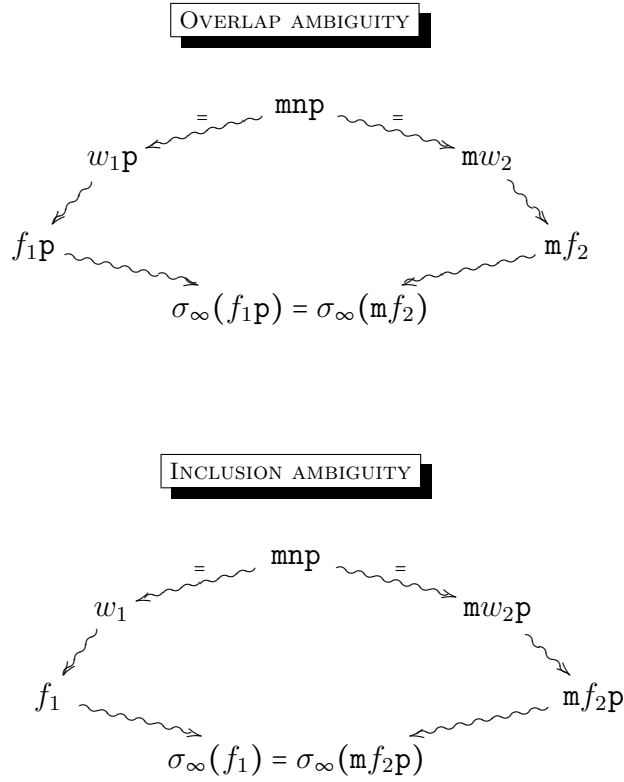 OVERLAP AMBIGUITY
mnp
= =
w₁p mw₂
f₁p mf₂
σ∞(f₁p) = σ∞(mf₂)
INCLUSION AMBIGUITY
mnp
= =
w₁ mw₂p
f₁ mf₂p
σ∞(f₁) = σ∞(mf₂p)